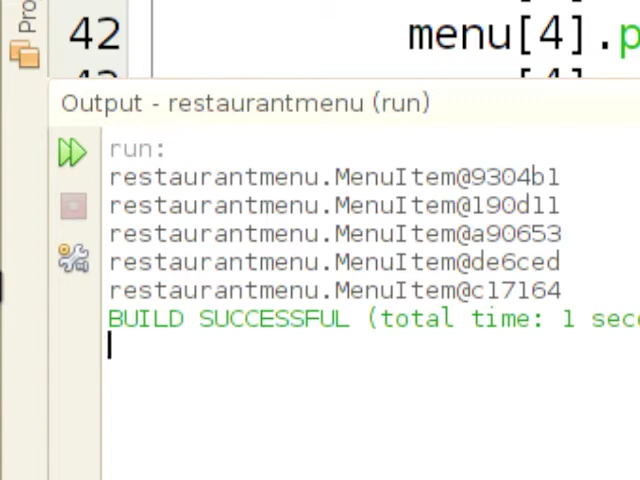 Pro
42
menu[4].p
Output - restaurantmenu (run)
run:
restaurantmenu.MenuItem@9304b1
restaurantmenu.MenuItem@190d11
restaurantmenu.MenuItem@a90653
restaurantmenu.MenuItem@de6ced
restaurantmenu.MenuItem@c17164
BUILD SUCCESSFUL (total time: 1 seco